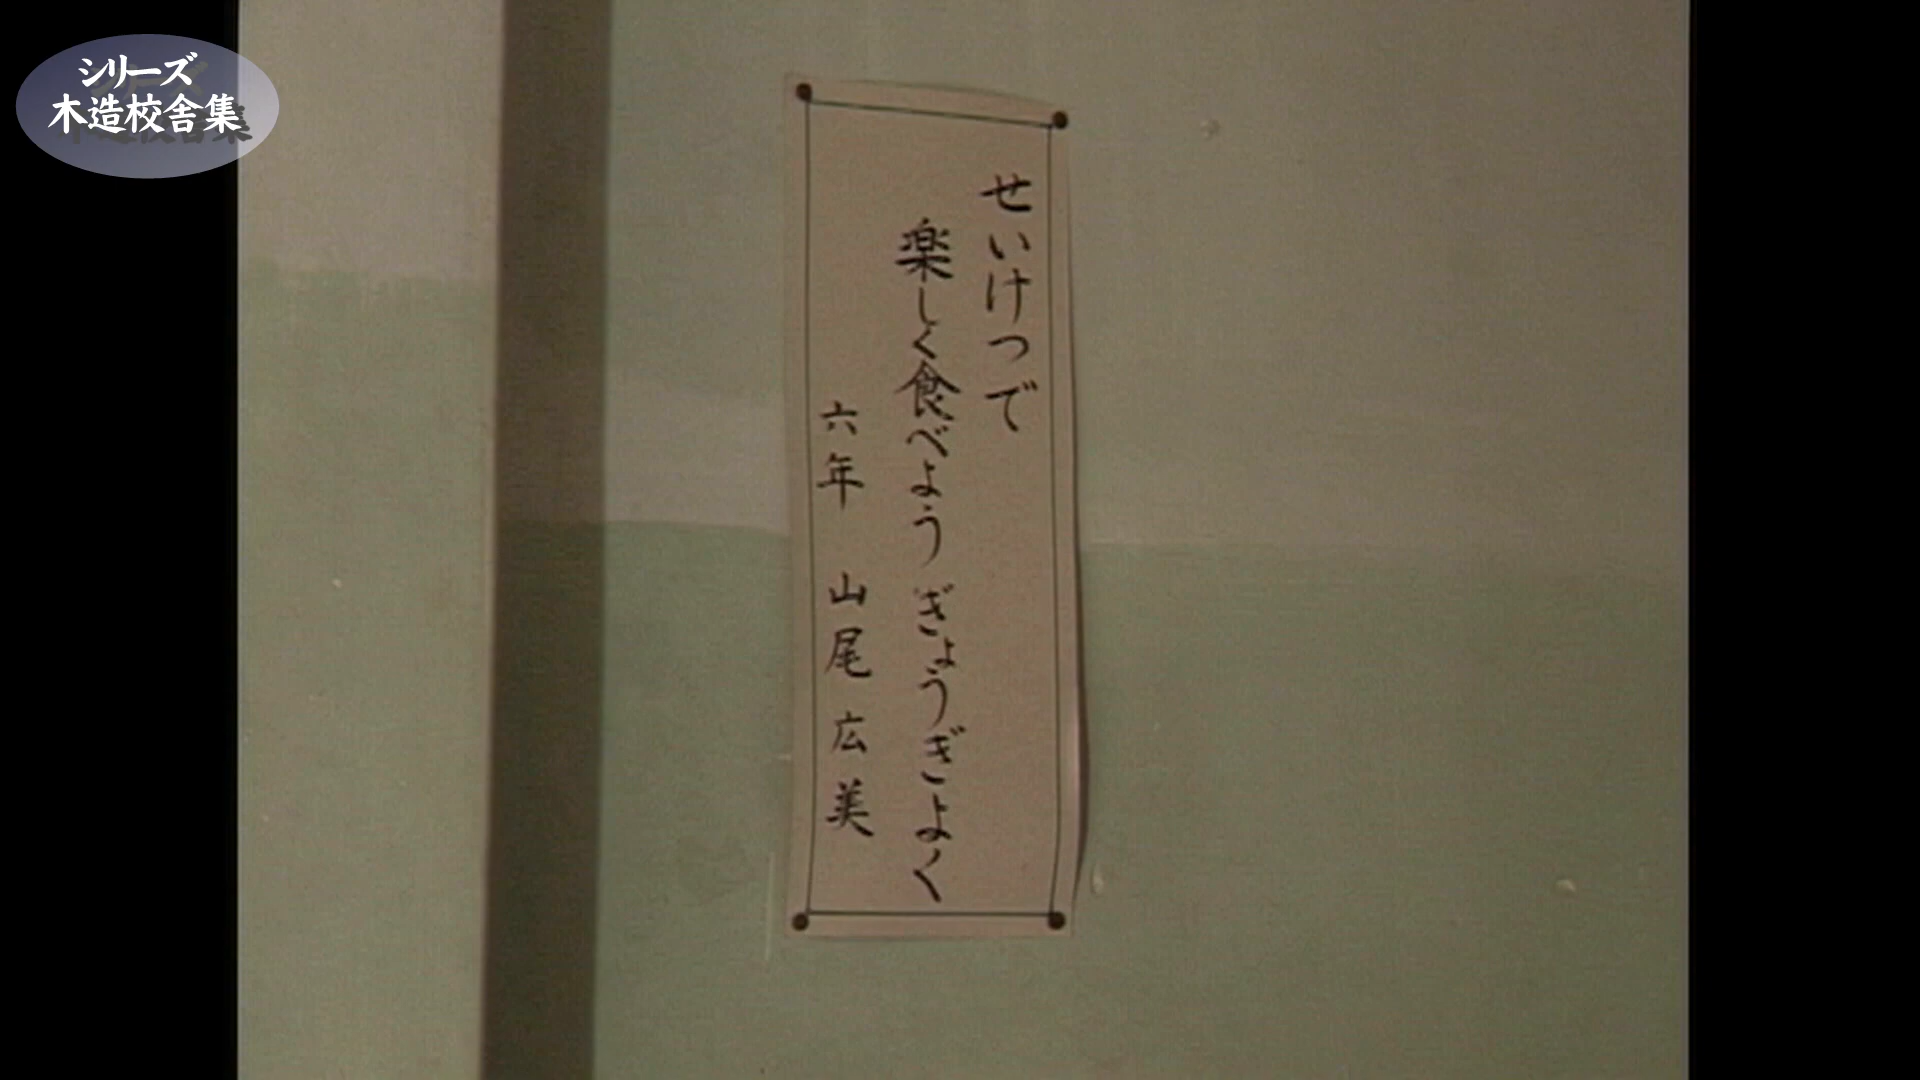 シリーズ
木造校舎集
せいけつで
楽しく食べよう ぎょうぎよく
六年 山尾広美